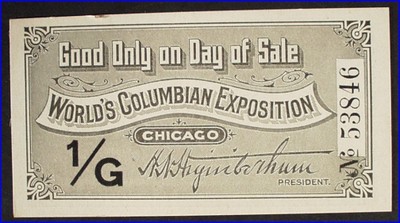 Good Only on Day of Sale
WORLD'S COLUMBIAN EXPOSITION
CHICAGO
1/G
H N Higinbotham
PRESIDENT.
No 53846